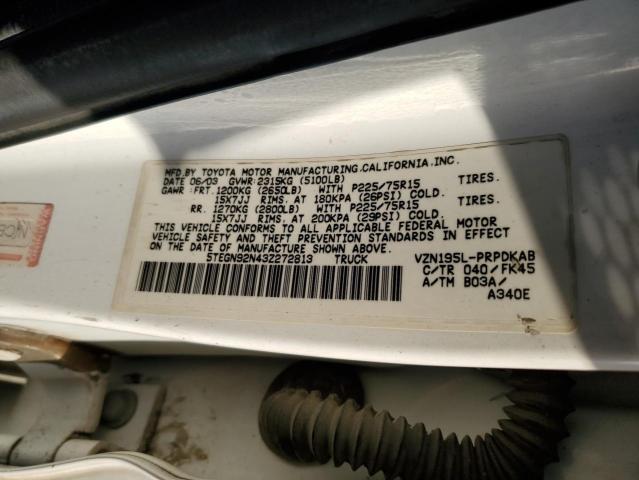 MFD.BY TOYOTA MOTOR MANUFACTURING,CALIFORNIA,INC.
DATE 06/03 GVWR 2315KG (5100LB)
GAWR: FRT. 1200KG (2650LB) WITH P225/75R15 TIRES,
15X7JJ RIMS. AT 180KPA (26PSI) COLD.
RR. 1270KG (2800LB) WITH P225/75R15 TIRES,
15X7JJ RIMS. AT 200KPA (29PSI) COLD.
THIS VEHICLE CONFORMS TO ALL APPLICABLE FEDERAL MOTOR
VEHICLE SAFETY AND THEFT PREVENTION STANDARDS IN EFFECT
ON THE DATE OF MANUFACTURE SHOWN ABOVE.
5TEGN92N43Z272813 TRUCK VZN195L-PRPDKAB
C/TR 040/FK45
A/TM B03A/
A340E